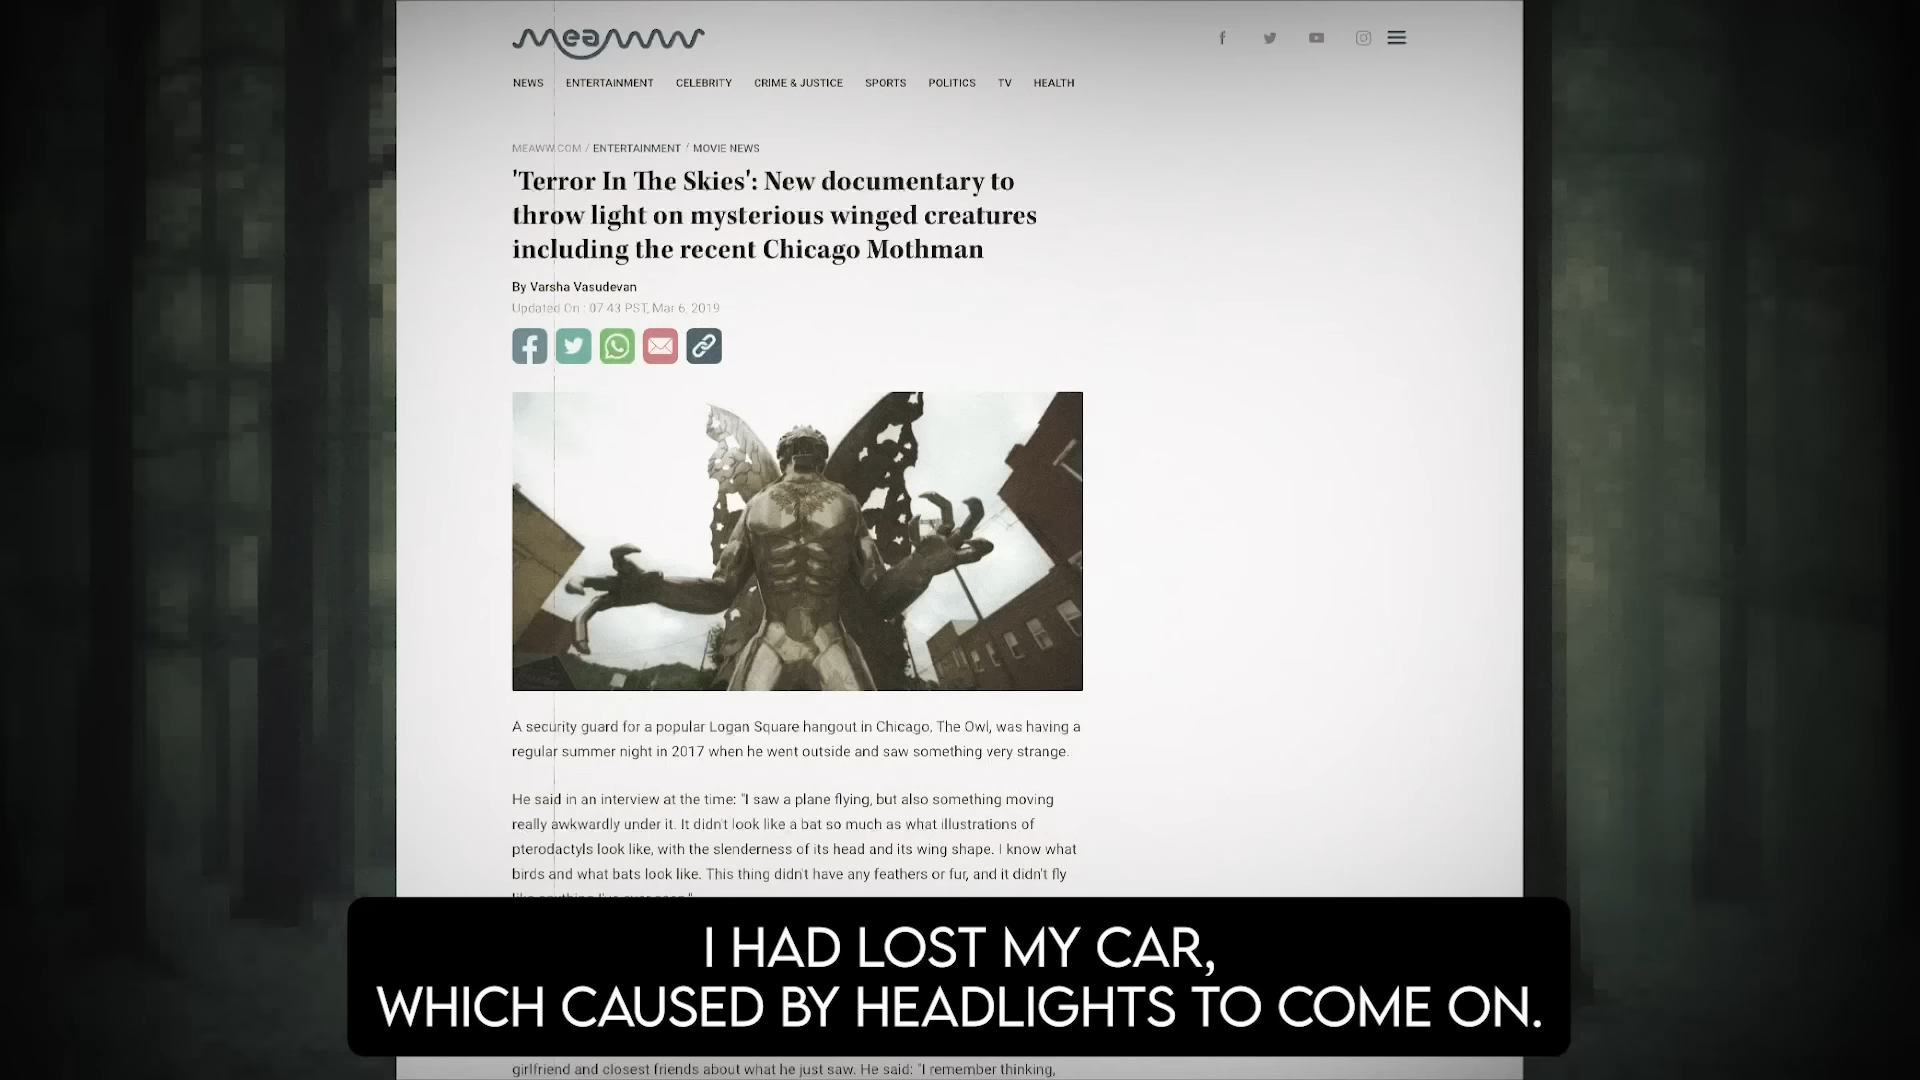 meaww
NEWS ENTERTAINMENT CELEBRITY CRIME & JUSTICE SPORTS POLITICS TV HEALTH
MEAWW.COM / ENTERTAINMENT / MOVIE NEWS
'Terror In The Skies': New documentary to
throw light on mysterious winged creatures
including the recent Chicago Mothman
By Varsha Vasudevan
Updated On : 07:43 PST, Mar 6, 2019
A security guard for a popular Logan Square hangout in Chicago, The Owl, was having a
regular summer night in 2017 when he went outside and saw something very strange.
He said in an interview at the time: "I saw a plane flying, but also something moving
really awkwardly under it. It didn't look like a bat so much as what illustrations of
pterodactyls look like, with the slenderness of its head and its wing shape. I know what
birds and what bats look like. This thing didn't have any feathers or fur, and it didn't fly
I HAD LOST MY CAR,
WHICH CAUSED BY HEADLIGHTS TO COME ON.
girlfriend and closest friends about what he just saw. He said: "I remember thinking,